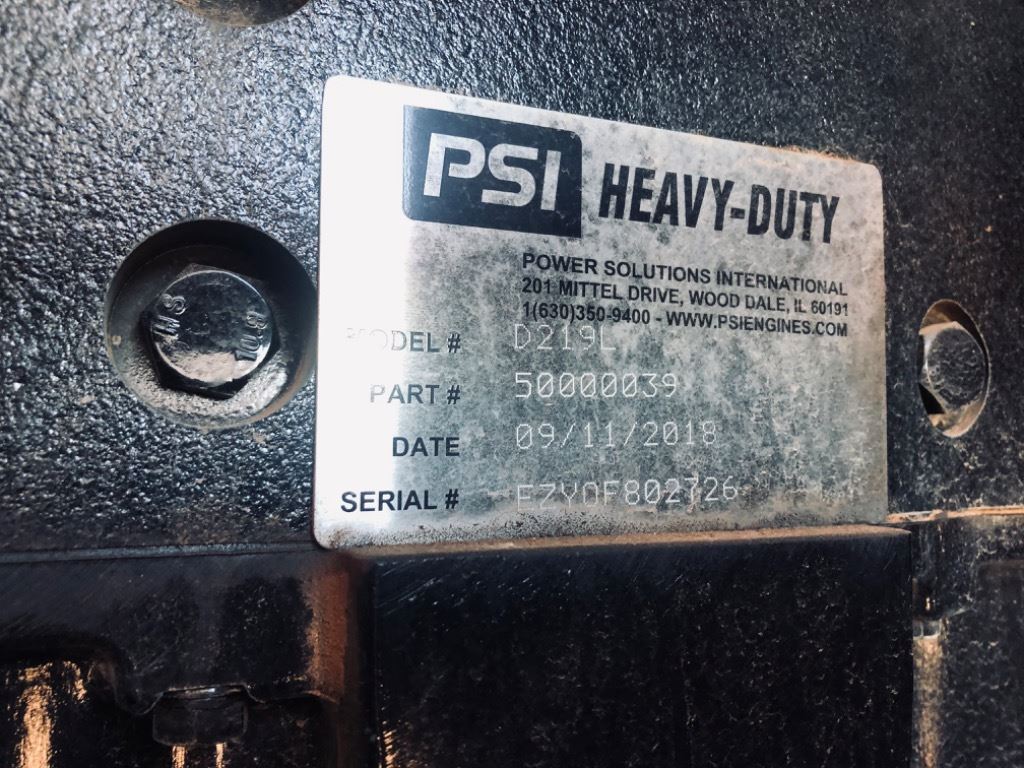 PSI HEAVY-DUTY
POWER SOLUTIONS INTERNATIONAL
201 MITTEL DRIVE, WOOD DALE, IL 60191
1(630)350-9400 - WWW.PSIENGINES.COM
MODEL # D219L
PART # 50000039
DATE 09/11/2018
SERIAL # EZYOF802726